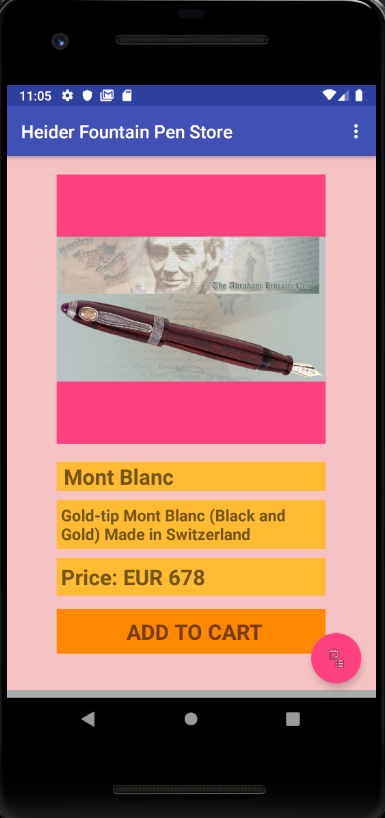 11:05
Heider Fountain Pen Store
The Abraham Lincoln Pen
Mont Blanc
Gold-tip Mont Blanc (Black and
Gold) Made in Switzerland
Price: EUR 678
ADD TO CART